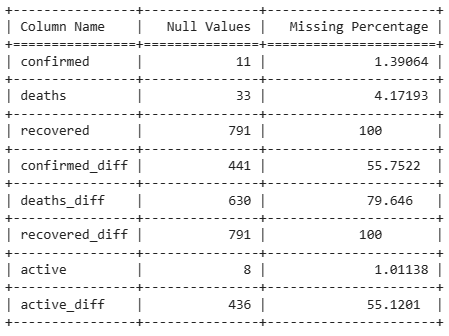 +----------------+---------------+----------------------+
| Column Name    |   Null Values |   Missing Percentage |
+================+===============+======================+
| confirmed      |            11 |              1.39064 |
+----------------+---------------+----------------------+
| deaths         |            33 |              4.17193 |
+----------------+---------------+----------------------+
| recovered      |           791 |            100       |
+----------------+---------------+----------------------+
| confirmed_diff |           441 |             55.7522  |
+----------------+---------------+----------------------+
| deaths_diff    |           630 |             79.646   |
+----------------+---------------+----------------------+
| recovered_diff |           791 |            100       |
+----------------+---------------+----------------------+
| active         |             8 |              1.01138 |
+----------------+---------------+----------------------+
| active_diff    |           436 |             55.1201  |
+----------------+---------------+----------------------+